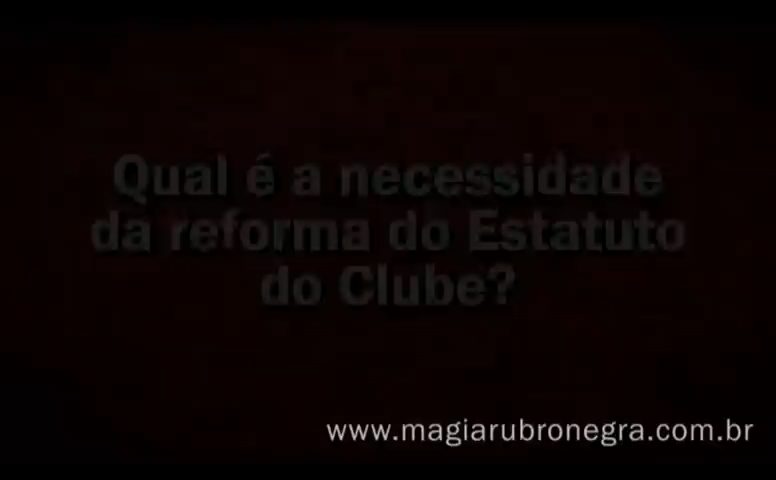 Qual é a necessidade
da reforma do Estatuto
do Clube?
www.magiarubronegra.com.br